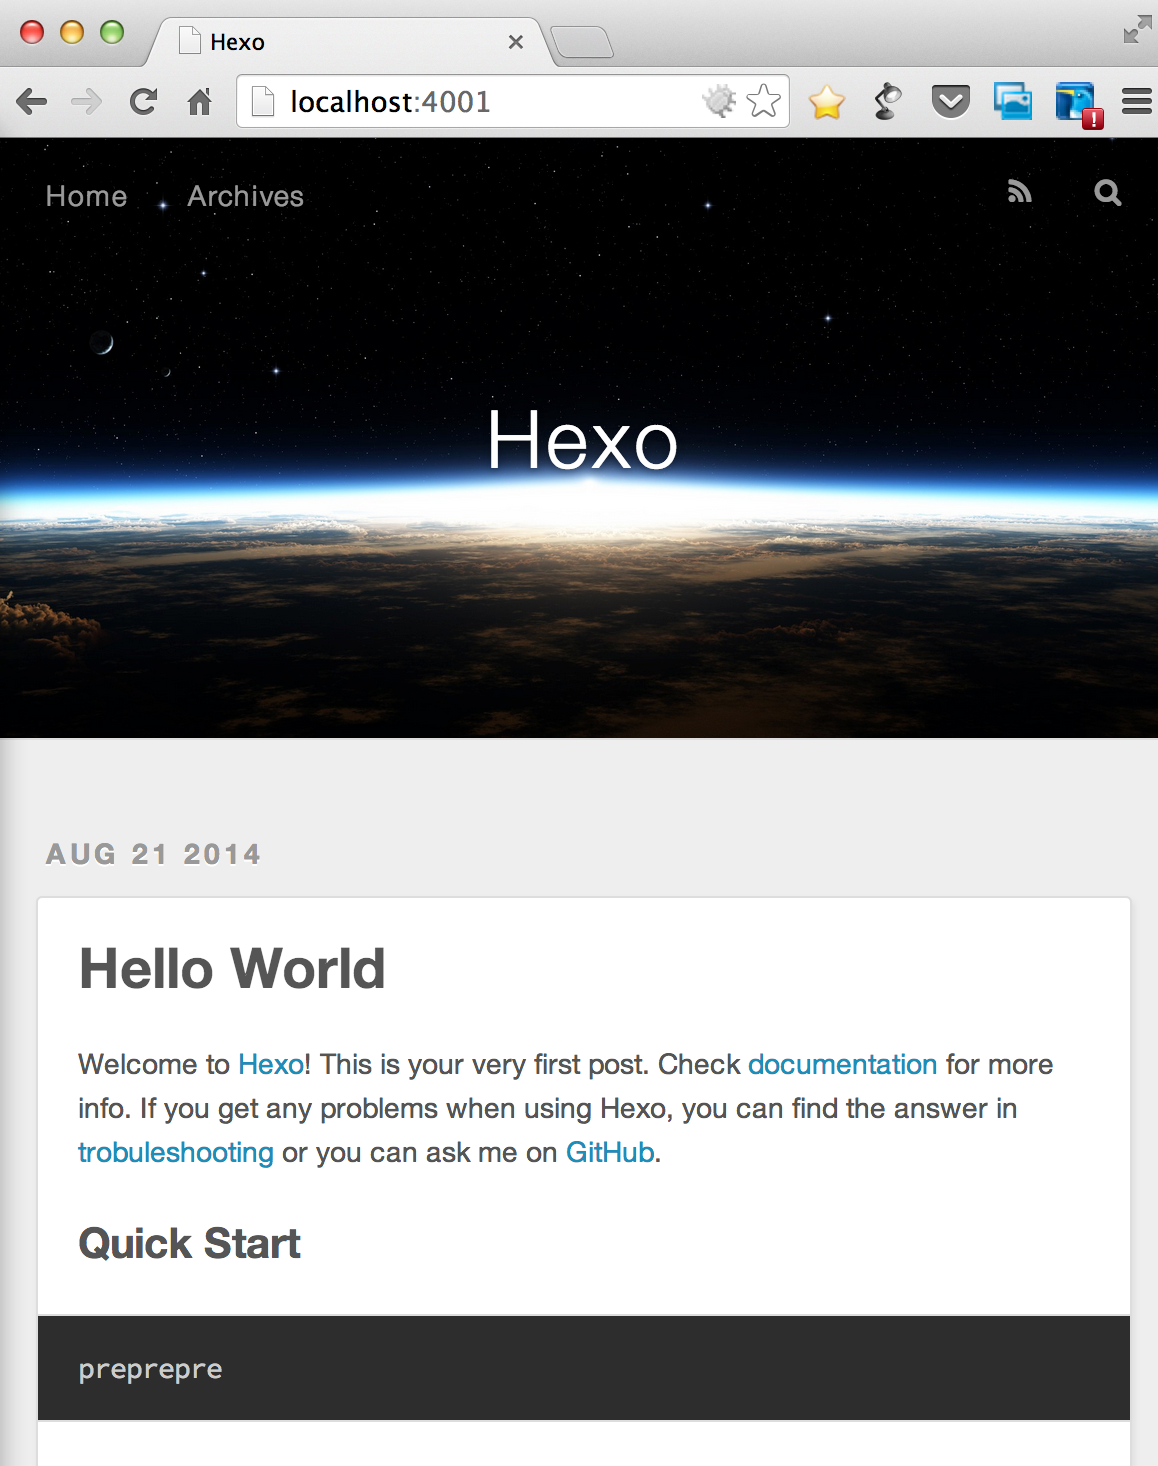 Hexo
localhost:4001
Home Archives
Hexo
AUG 21 2014
Hello World
Welcome to Hexo! This is your very first post. Check documentation for more
info. If you get any problems when using Hexo, you can find the answer in
trobuleshooting or you can ask me on GitHub.
Quick Start
preprepre